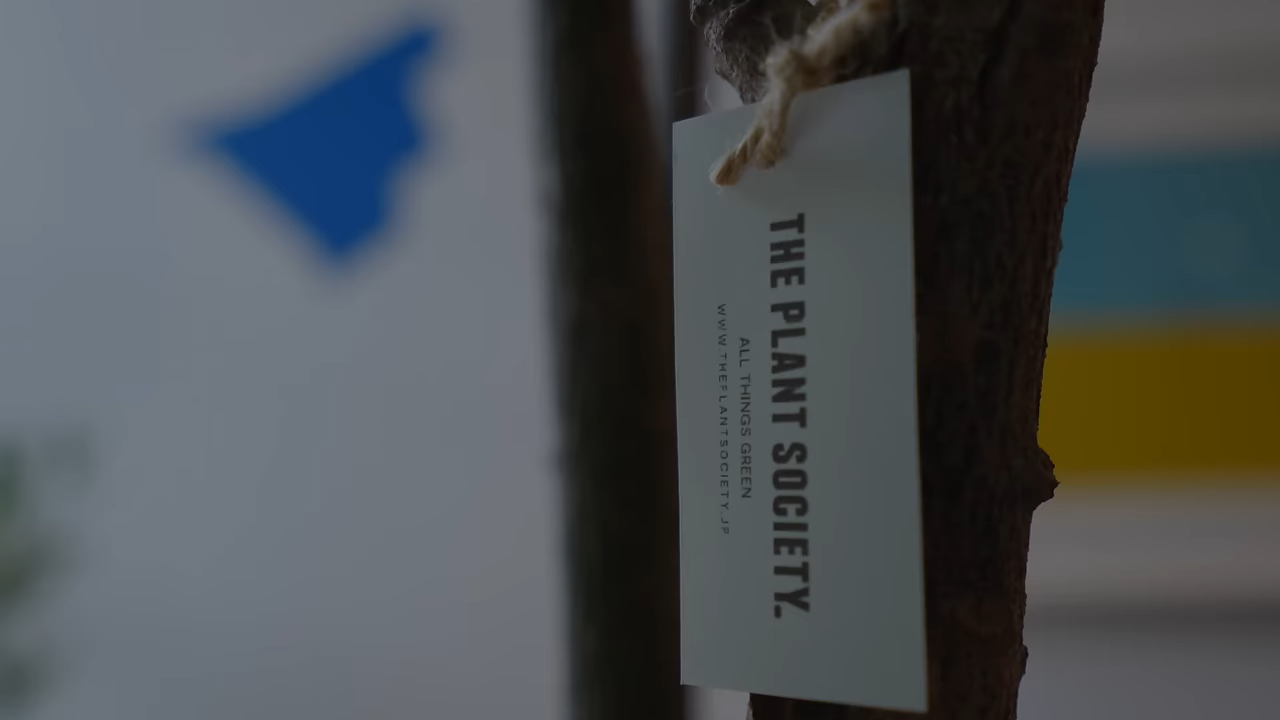 THE PLANT SOCIETY.
ALL THINGS GREEN
WWW.THEPLANTSOCIETY.JP